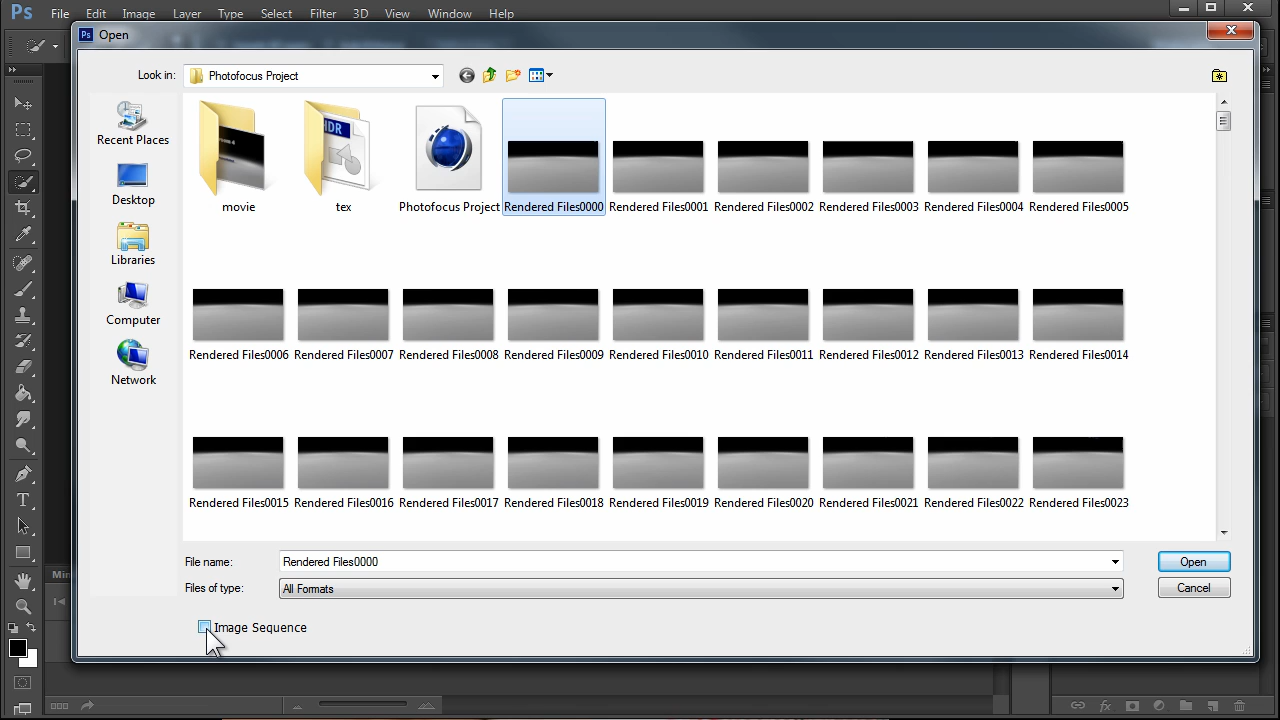 Ps File Edit Image Layer Type Select Filter 3D View Window Help
Ps Open
Look in: Photofocus Project
Recent Places
Desktop
Libraries
Computer
Network
HDR
movie tex Photofocus Project Rendered Files0000 Rendered Files0001 Rendered Files0002 Rendered Files0003 Rendered Files0004 Rendered Files0005
Rendered Files0006 Rendered Files0007 Rendered Files0008 Rendered Files0009 Rendered Files0010 Rendered Files0011 Rendered Files0012 Rendered Files0013 Rendered Files0014
Rendered Files0015 Rendered Files0016 Rendered Files0017 Rendered Files0018 Rendered Files0019 Rendered Files0020 Rendered Files0021 Rendered Files0022 Rendered Files0023
File name: Rendered Files0000 Open
Files of type: All Formats Cancel
Image Sequence